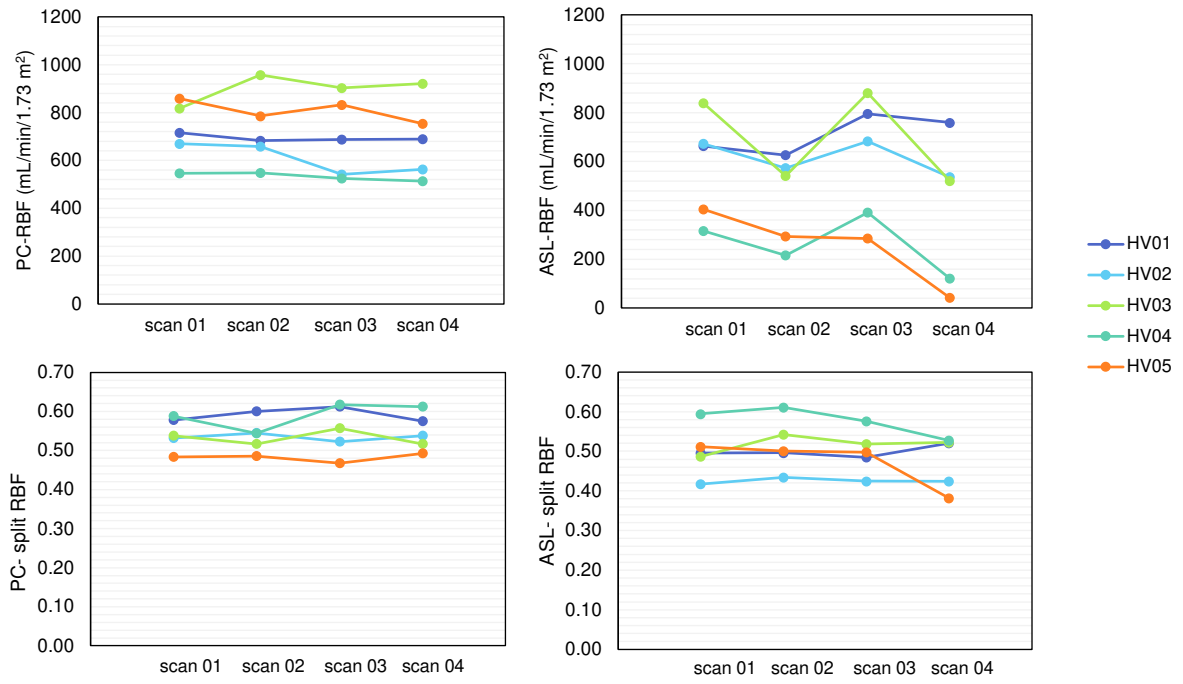 PC-RBF (mL/min/1.73 m²)
1200
1000
800
600
400
200
0
scan 01 scan 02 scan 03 scan 04
ASL-RBF (mL/min/1.73 m²)
1200
1000
800
600
400
200
0
scan 01 scan 02 scan 03 scan 04
HV01
HV02
HV03
HV04
HV05
PC- split RBF
0.70
0.60
0.50
0.40
0.30
0.20
0.10
0.00
scan 01 scan 02 scan 03 scan 04
ASL- split RBF
0.70
0.60
0.50
0.40
0.30
0.20
0.10
0.00
scan 01 scan 02 scan 03 scan 04